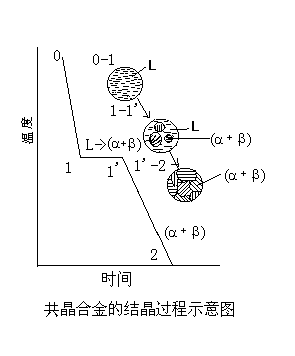 0
0-1
L
1-1'
L
L→(α+β)
(α+β)
1
1'
1'-2
(α+β)
(α+β)
2
温度
时间
共晶合金的结晶过程示意图